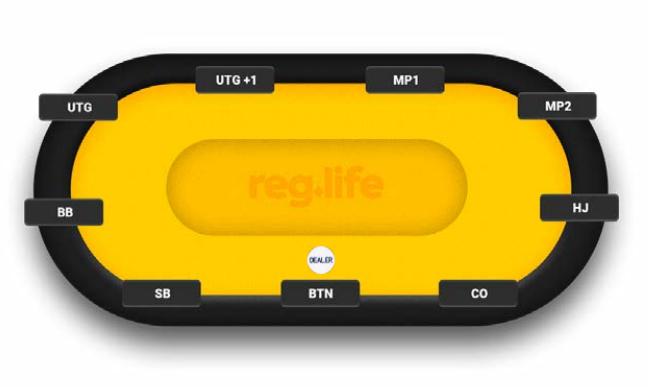 UTG +1
MP1
UTG
MP2
reg.life
BB
HJ
DEALER
SB
BTN
CO